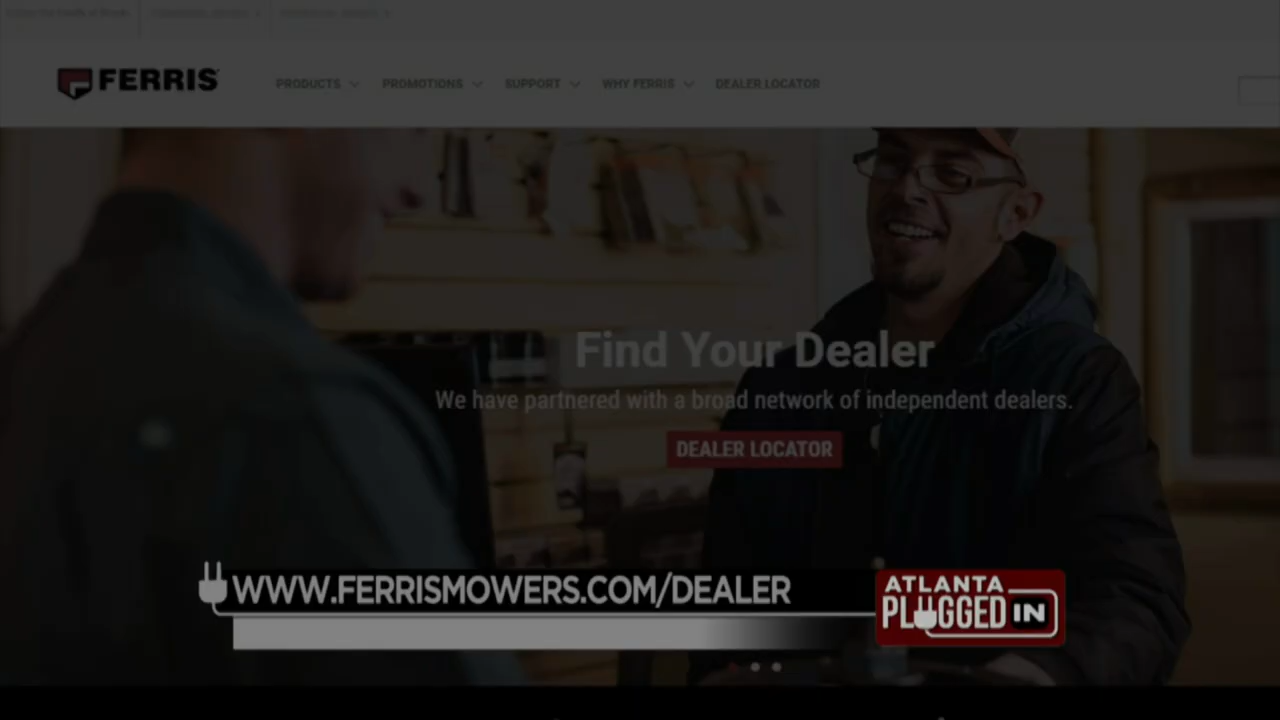 FERRIS
PRODUCTS PROMOTIONS SUPPORT WHY FERRIS DEALER LOCATOR
Find Your Dealer
We have partnered with a broad network of independent dealers.
DEALER LOCATOR
WWW.FERRISMOWERS.COM/DEALER
ATLANTA
PLUGGED IN